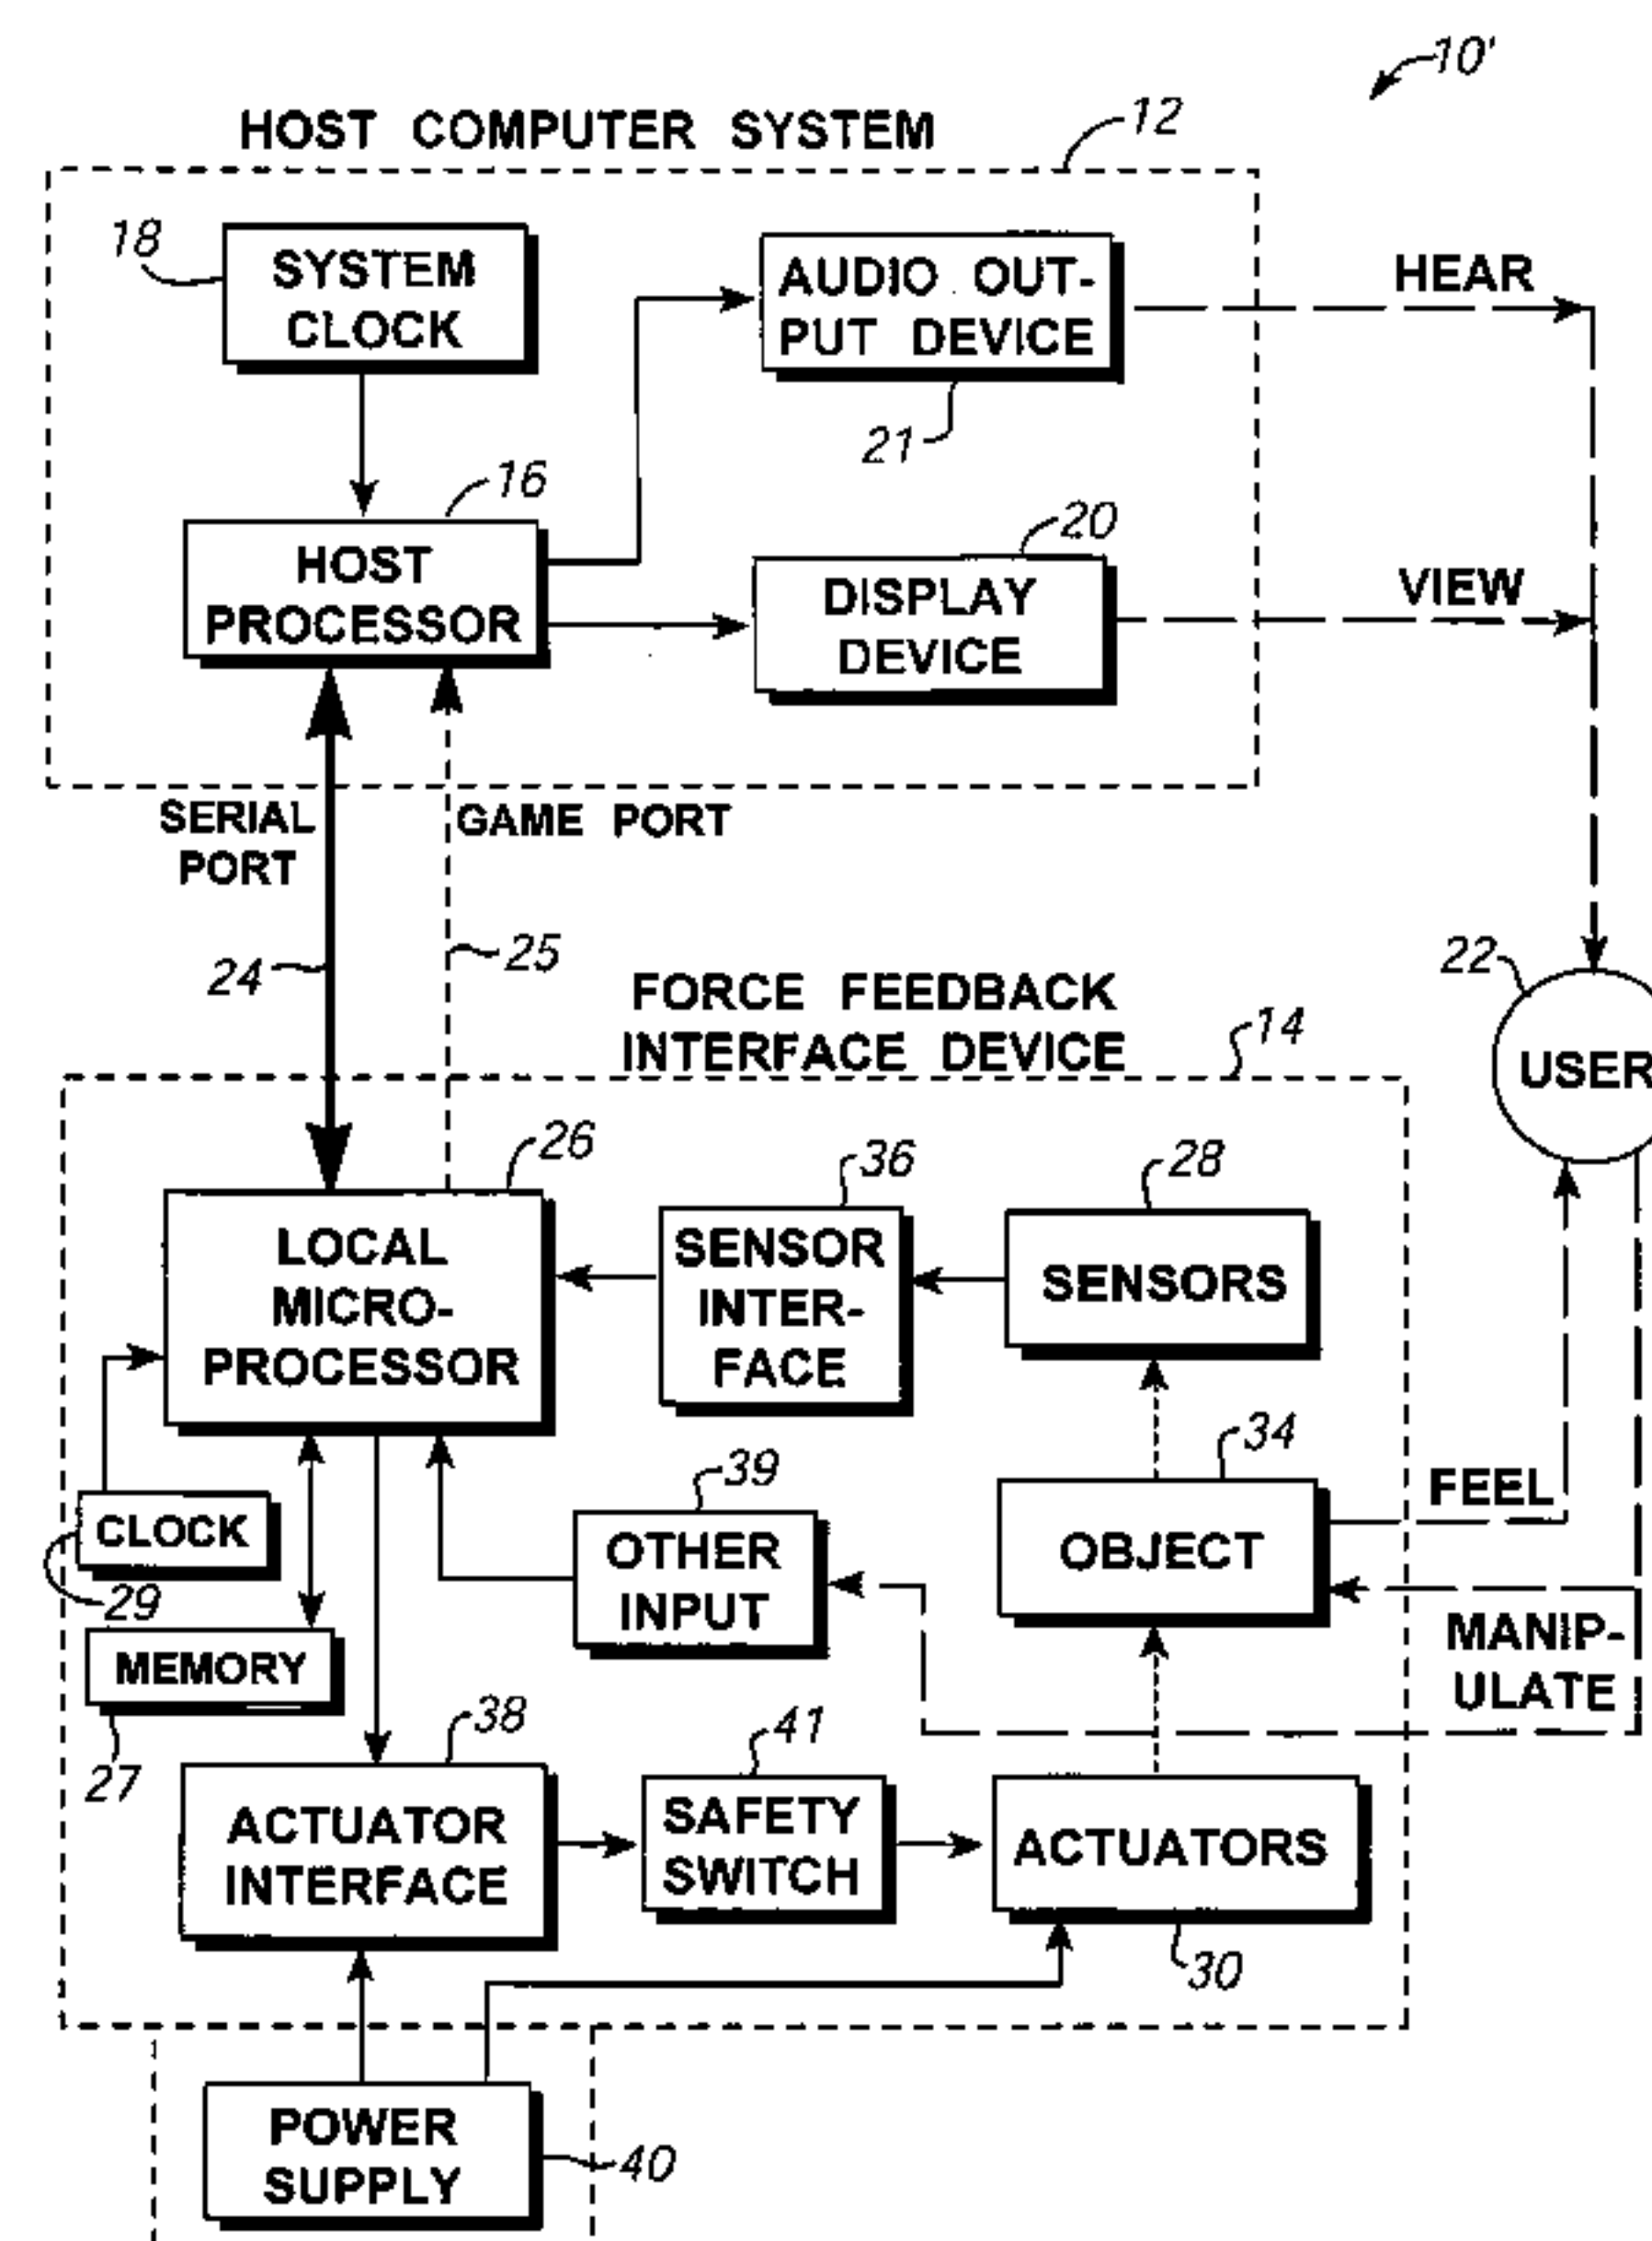 10'
HOST COMPUTER SYSTEM
12
18
SYSTEM
CLOCK
AUDIO OUT-
PUT DEVICE
21
HEAR
16
HOST
PROCESSOR
20
DISPLAY
DEVICE
VIEW
SERIAL
PORT
GAME PORT
24
25
22
USER
FORCE FEEDBACK
INTERFACE DEVICE
14
26
LOCAL
MICRO-
PROCESSOR
36
SENSOR
INTER-
FACE
28
SENSORS
34
OBJECT
FEEL
39
OTHER
INPUT
CLOCK
29
MEMORY
27
MANIP-
ULATE
38
ACTUATOR
INTERFACE
41
SAFETY
SWITCH
ACTUATORS
30
POWER
SUPPLY
40